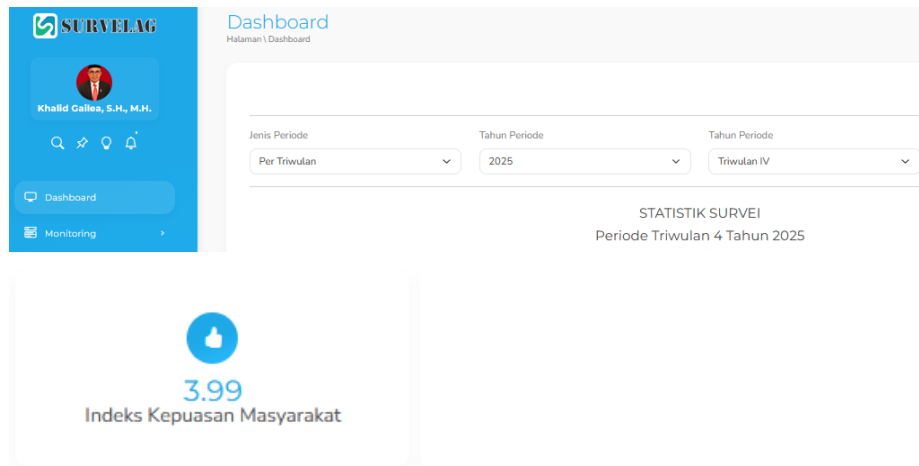 SURVELAG
Khalid Gailea, S.H., M.H.
Dashboard
Monitoring
Dashboard
Halaman \ Dashboard
Jenis Periode
Per Triwulan
Tahun Periode
2025
Tahun Periode
Triwulan IV
STATISTIK SURVEI
Periode Triwulan 4 Tahun 2025
3.99
Indeks Kepuasan Masyarakat